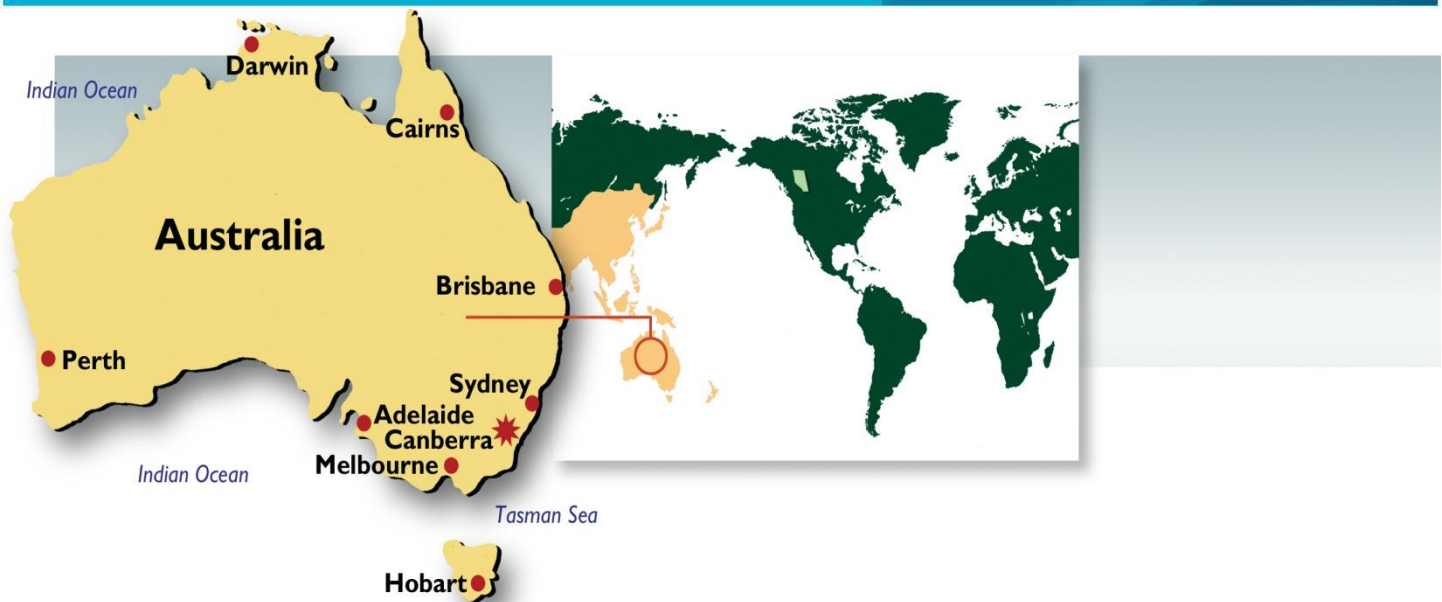 Darwin
Indian Ocean
Cairns
Australia
Brisbane
Perth
Sydney
Adelaide
Canberra
Melbourne
Indian Ocean
Tasman Sea
Hobart